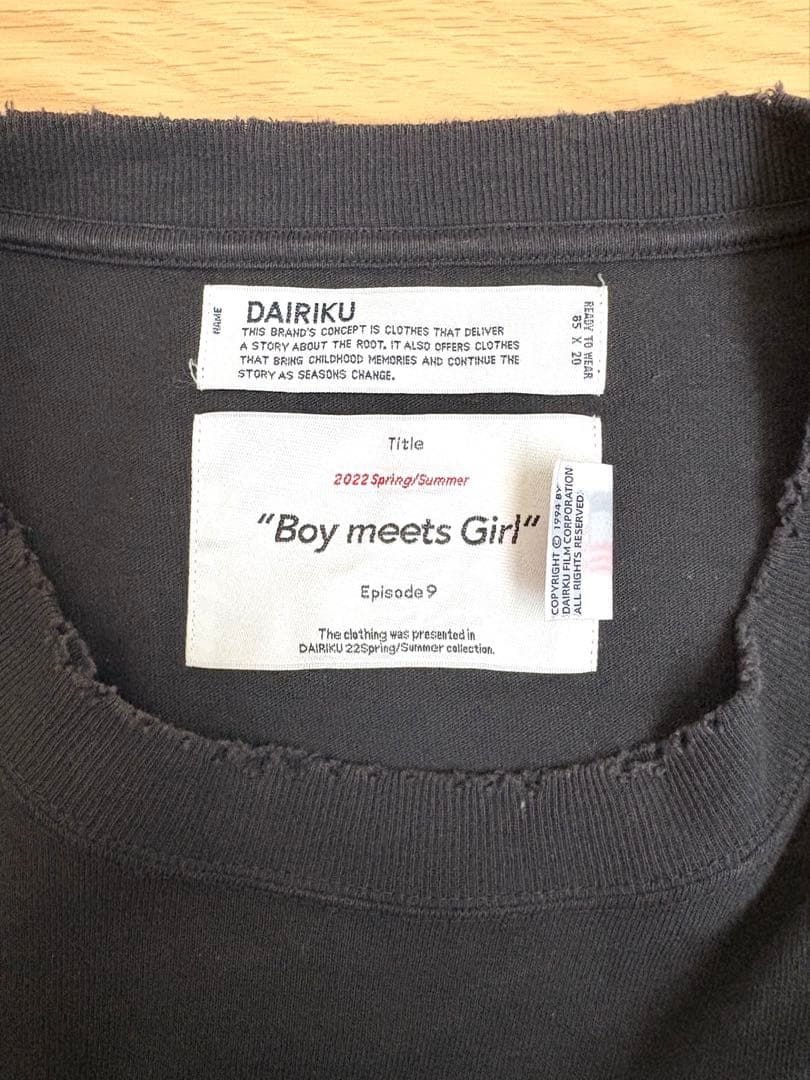 NAME
DAIRIKU
THIS BRAND'S CONCEPT IS CLOTHES THAT DELIVER
A STORY ABOUT THE ROOT. IT ALSO OFFERS CLOTHES
THAT BRING CHILDHOOD MEMORIES AND CONTINUE THE
STORY AS SEASONS CHANGE.
READY TO WEAR
85 X 20
Title
2022 Spring/Summer
"Boy meets Girl"
Episode 9
The clothing was presented in
DAIRIKU 22Spring/Summer collection.
COPYRIGHT © 1994 BY
DAIRKU FILM CORPORATION
ALL RIGHTS RESERVED.